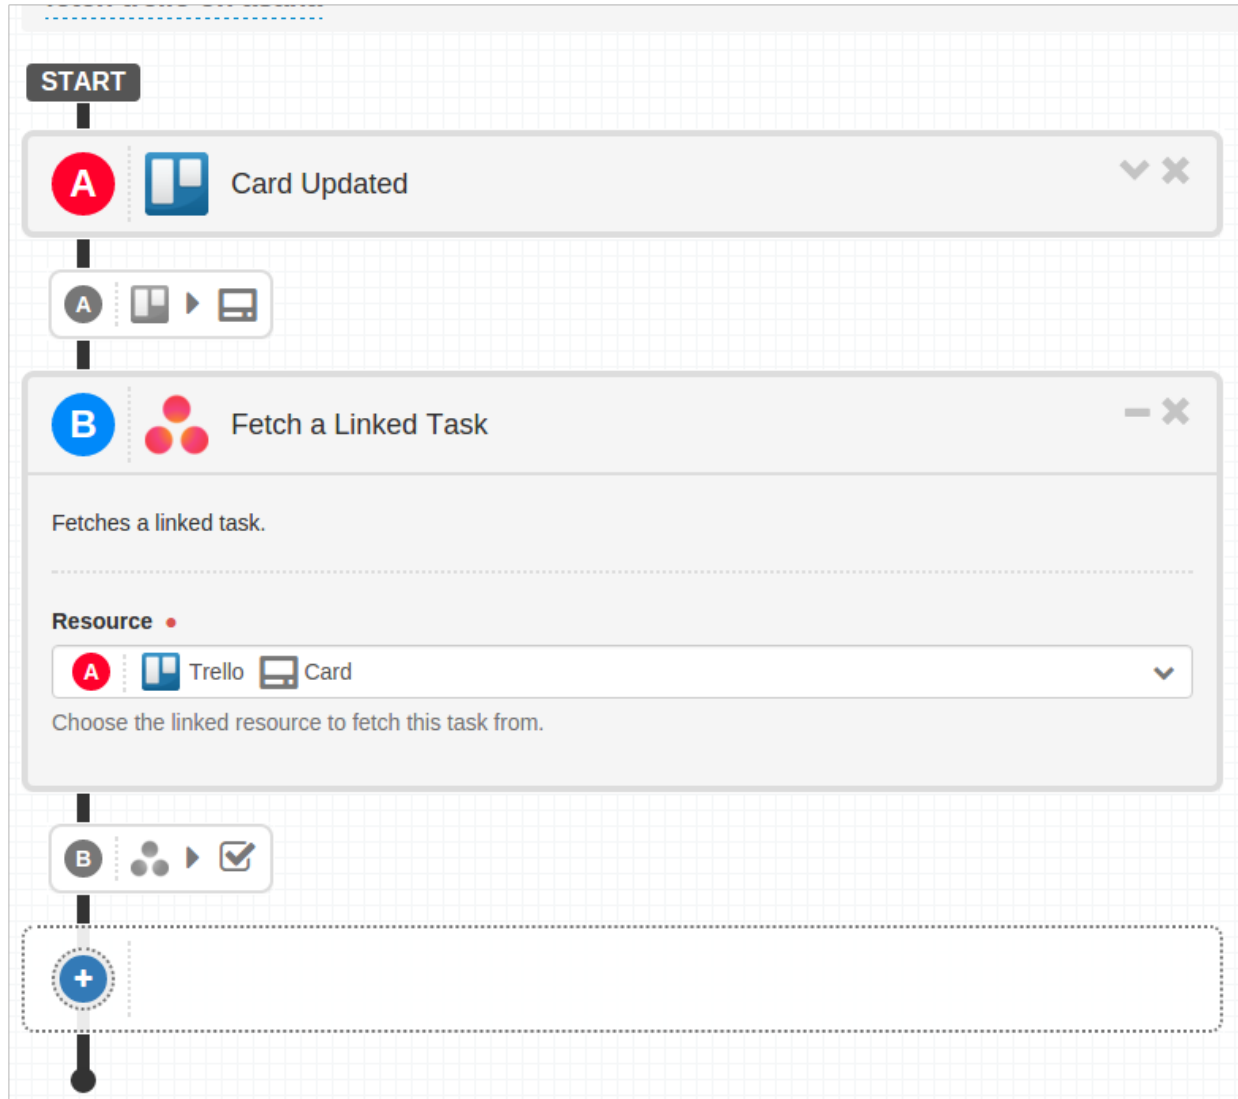 START
A Card Updated
A
B Fetch a Linked Task
Fetches a linked task.
Resource
A Trello Card
Choose the linked resource to fetch this task from.
B